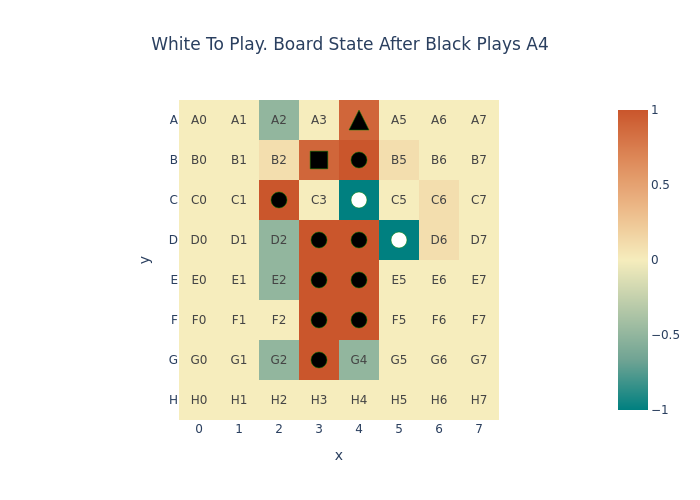 White To Play. Board State After Black Plays A4
A A0 A1 A2 A3 A5 A6 A7
B B0 B1 B2 B5 B6 B7
C C0 C1 C3 C5 C6 C7
D D0 D1 D2 D6 D7
E E0 E1 E2 E5 E6 E7
F F0 F1 F2 F5 F6 F7
G G0 G1 G2 G4 G5 G6 G7
H H0 H1 H2 H3 H4 H5 H6 H7
0 1 2 3 4 5 6 7
x
y
1
0.5
0
−0.5
−1